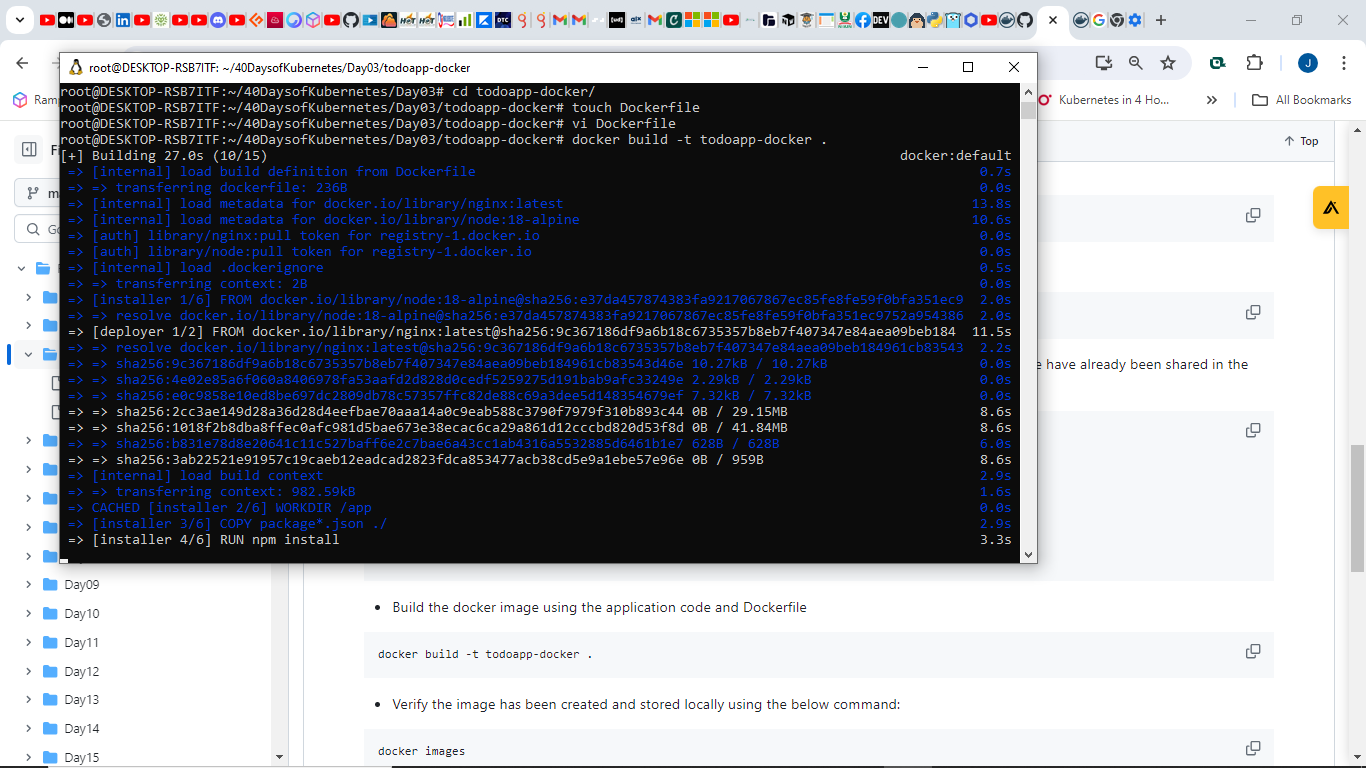 root@DESKTOP-RSB7ITF: ~/40DaysofKubernetes/Day03/todoapp-docker
J
Kubernetes in 4 Ho...
All Bookmarks
root@DESKTOP-RSB7ITF:~/40DaysofKubernetes/Day03# cd todoapp-docker/
root@DESKTOP-RSB7ITF:~/40DaysofKubernetes/Day03/todoapp-docker# touch Dockerfile
root@DESKTOP-RSB7ITF:~/40DaysofKubernetes/Day03/todoapp-docker# vi Dockerfile
root@DESKTOP-RSB7ITF:~/40DaysofKubernetes/Day03/todoapp-docker# docker build -t todoapp-docker .
[+] Building 27.0s (10/15) docker:default
=> [internal] load build definition from Dockerfile 0.7s
=> => transferring dockerfile: 236B 0.0s
=> [internal] load metadata for docker.io/library/nginx:latest 13.8s
=> [internal] load metadata for docker.io/library/node:18-alpine 10.6s
=> [auth] library/nginx:pull token for registry-1.docker.io 0.0s
=> [auth] library/node:pull token for registry-1.docker.io 0.0s
=> [internal] load .dockerignore 0.5s
=> => transferring context: 2B 0.0s
=> [installer 1/6] FROM docker.io/library/node:18-alpine@sha256:e37da457874383fa9217067867ec85fe8fe59f0bfa351ec9 2.0s
=> => resolve docker.io/library/node:18-alpine@sha256:e37da457874383fa9217067867ec85fe8fe59f0bfa351ec9752a954386 2.0s
=> [deployer 1/2] FROM docker.io/library/nginx:latest@sha256:9c367186df9a6b18c6735357b8eb7f407347e84aea09beb184 11.5s
=> => resolve docker.io/library/nginx:latest@sha256:9c367186df9a6b18c6735357b8eb7f407347e84aea09beb184961cb83543 2.2s
=> => sha256:9c367186df9a6b18c6735357b8eb7f407347e84aea09beb184961cb83543d46e 10.27kB / 10.27kB 0.0s
=> => sha256:4e02e85a6f060a8406978fa53aafd2d828d0cedf5259275d191bab9afc33249e 2.29kB / 2.29kB 0.0s
=> => sha256:e0c9858e10ed8be697dc2809db78c57357ffc82de88c69a3dee5d148354679ef 7.32kB / 7.32kB 0.0s
=> => sha256:2cc3ae149d28a36d28d4eefbae70aaa14a0c9eab588c3790f7979f310b893c44 0B / 29.15MB 8.6s
=> => sha256:1018f2b8dba8ffec0afc981d5bae673e38ecac6ca29a861d12cccbd820d53f8d 0B / 41.84MB 8.6s
=> => sha256:b831e78d8e20641c11c527baff6e2c7bae6a43cc1ab4316a5532885d6461b1e7 628B / 628B 6.0s
=> => sha256:3ab22521e91957c19caeb12eadcad2823fdca853477acb38cd5e9a1ebe57e96e 0B / 959B 8.6s
=> [internal] load build context 2.9s
=> => transferring context: 982.59kB 1.6s
=> CACHED [installer 2/6] WORKDIR /app 0.0s
=> [installer 3/6] COPY package*.json ./ 2.9s
=> [installer 4/6] RUN npm install 3.3s
Top
have already been shared in the
Day09
Day10
Day11
Day12
Day13
Day14
Day15
Build the docker image using the application code and Dockerfile
docker build -t todoapp-docker .
Verify the image has been created and stored locally using the below command:
docker images